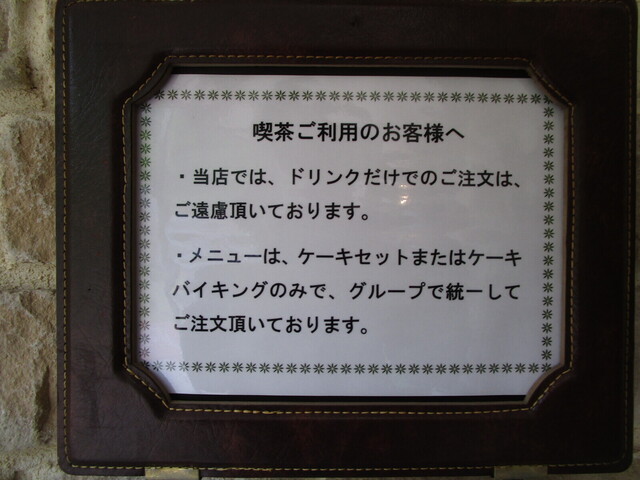 喫茶ご利用のお客様へ
・当店では、ドリンクだけでのご注文は、
ご遠慮頂いております。
・メニューは、ケーキセットまたはケーキ
バイキングのみで、グループで統一して
ご注文頂いております。